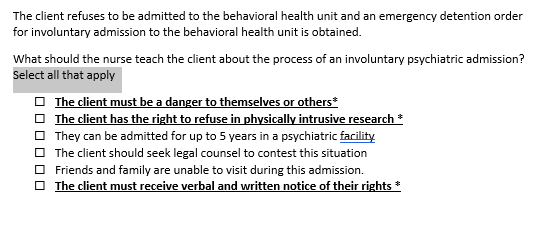 The client refuses to be admitted to the behavioral health unit and an emergency detention order
for involuntary admission to the behavioral health unit is obtained.
What should the nurse teach the client about the process of an involuntary psychiatric admission?
Select all that apply
☐ The client must be a danger to themselves or others*
☐ The client has the right to refuse in physically intrusive research *
☐ They can be admitted for up to 5 years in a psychiatric facility
☐ The client should seek legal counsel to contest this situation
☐ Friends and family are unable to visit during this admission.
☐ The client must receive verbal and written notice of their rights *